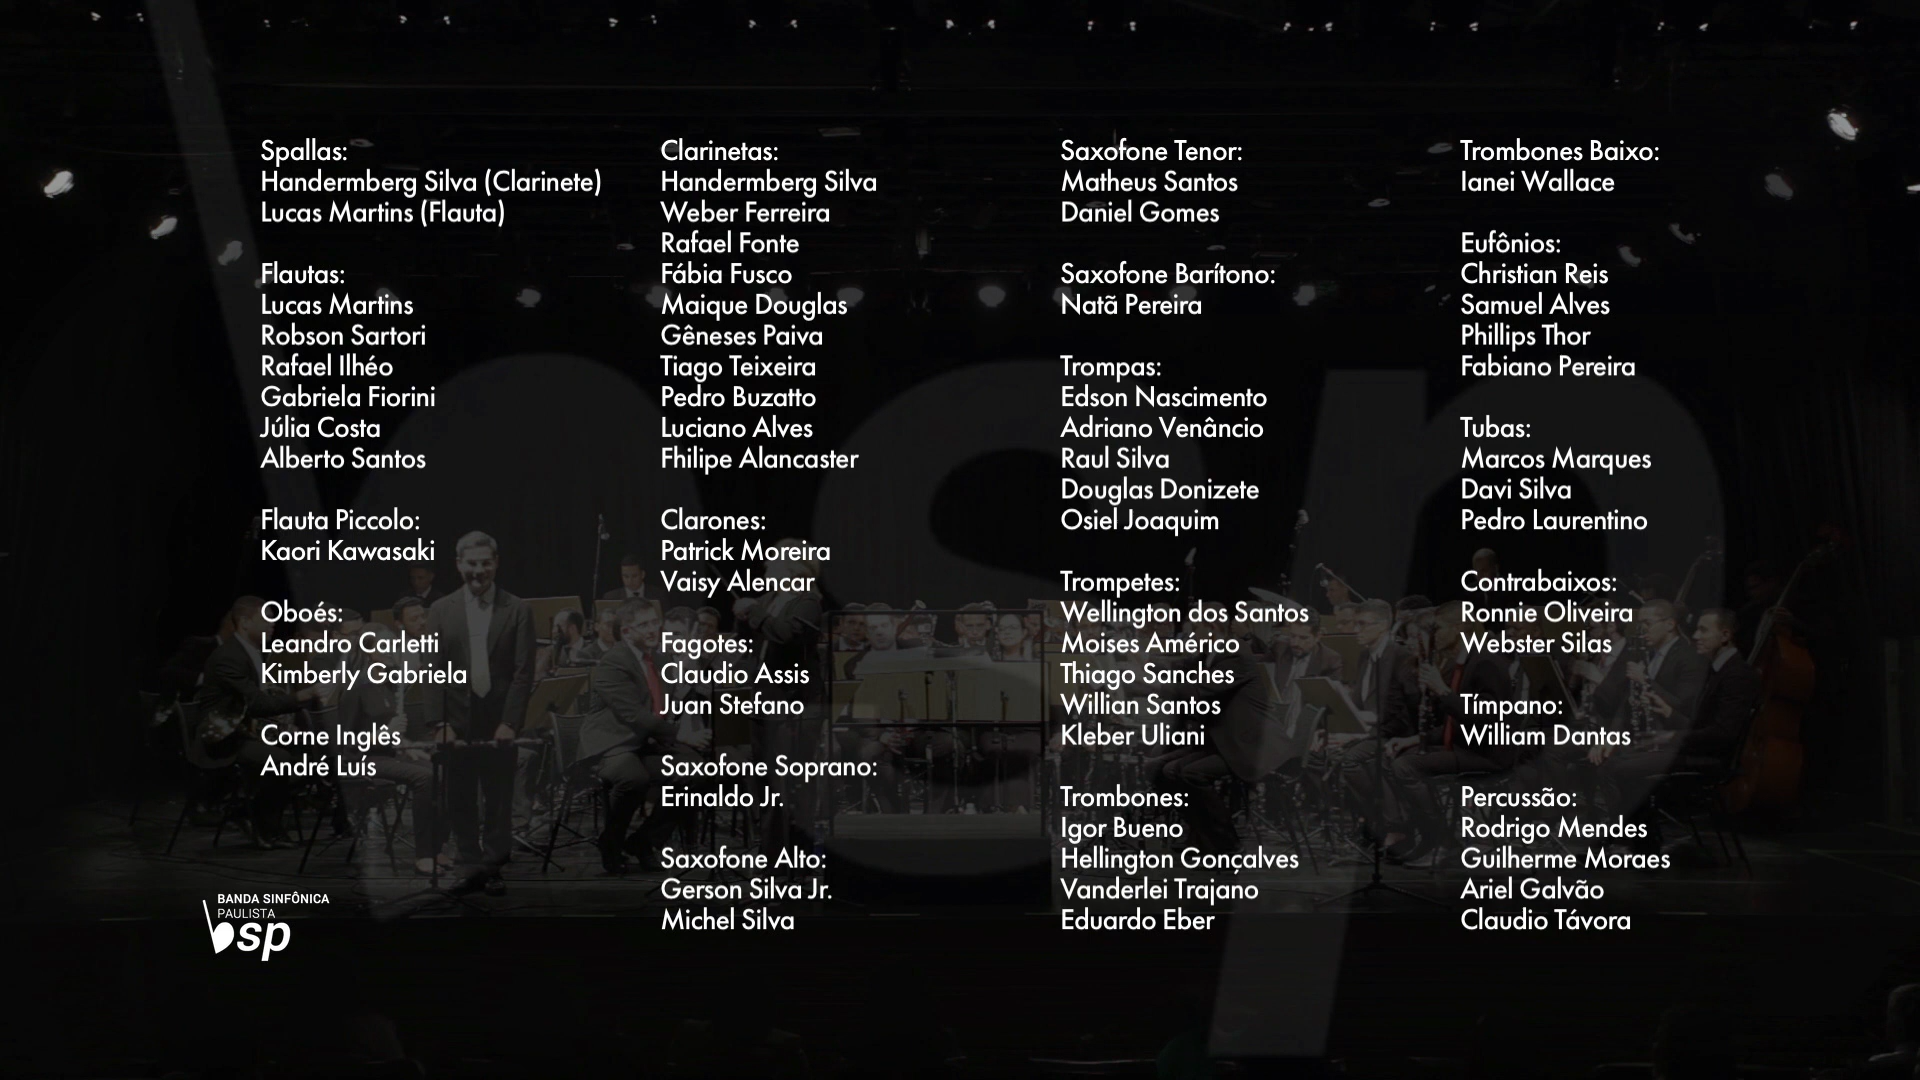 Spallas:
Handermberg Silva (Clarinete)
Lucas Martins (Flauta)
Flautas:
Lucas Martins
Robson Sartori
Rafael Ilhéo
Gabriela Fiorini
Júlia Costa
Alberto Santos
Flauta Piccolo:
Kaori Kawasaki
Oboés:
Leandro Carletti
Kimberly Gabriela
Corne Inglês
André Luís
Clarinetas:
Handermberg Silva
Weber Ferreira
Rafael Fonte
Fábia Fusco
Maique Douglas
Gêneses Paiva
Tiago Teixeira
Pedro Buzatto
Luciano Alves
Fhilipe Alancaster
Clarones:
Patrick Moreira
Vaisy Alencar
Fagotes:
Claudio Assis
Juan Stefano
Saxofone Soprano:
Erinaldo Jr.
Saxofone Alto:
Gerson Silva Jr.
Michel Silva
Saxofone Tenor:
Matheus Santos
Daniel Gomes
Saxofone Barítono:
Natã Pereira
Trompas:
Edson Nascimento
Adriano Venâncio
Raul Silva
Douglas Donizete
Osiel Joaquim
Trompetes:
Wellington dos Santos
Moises Américo
Thiago Sanches
Willian Santos
Kleber Uliani
Trombones:
Igor Bueno
Hellington Gonçalves
Vanderlei Trajano
Eduardo Eber
Trombones Baixo:
Ianei Wallace
Eufônios:
Christian Reis
Samuel Alves
Phillips Thor
Fabiano Pereira
Tubas:
Marcos Marques
Davi Silva
Pedro Laurentino
Contrabaixos:
Ronnie Oliveira
Webster Silas
Tímpano:
William Dantas
Percussão:
Rodrigo Mendes
Guilherme Moraes
Ariel Galvão
Claudio Távora
BANDA SINFÔNICA
PAULISTA
bsp